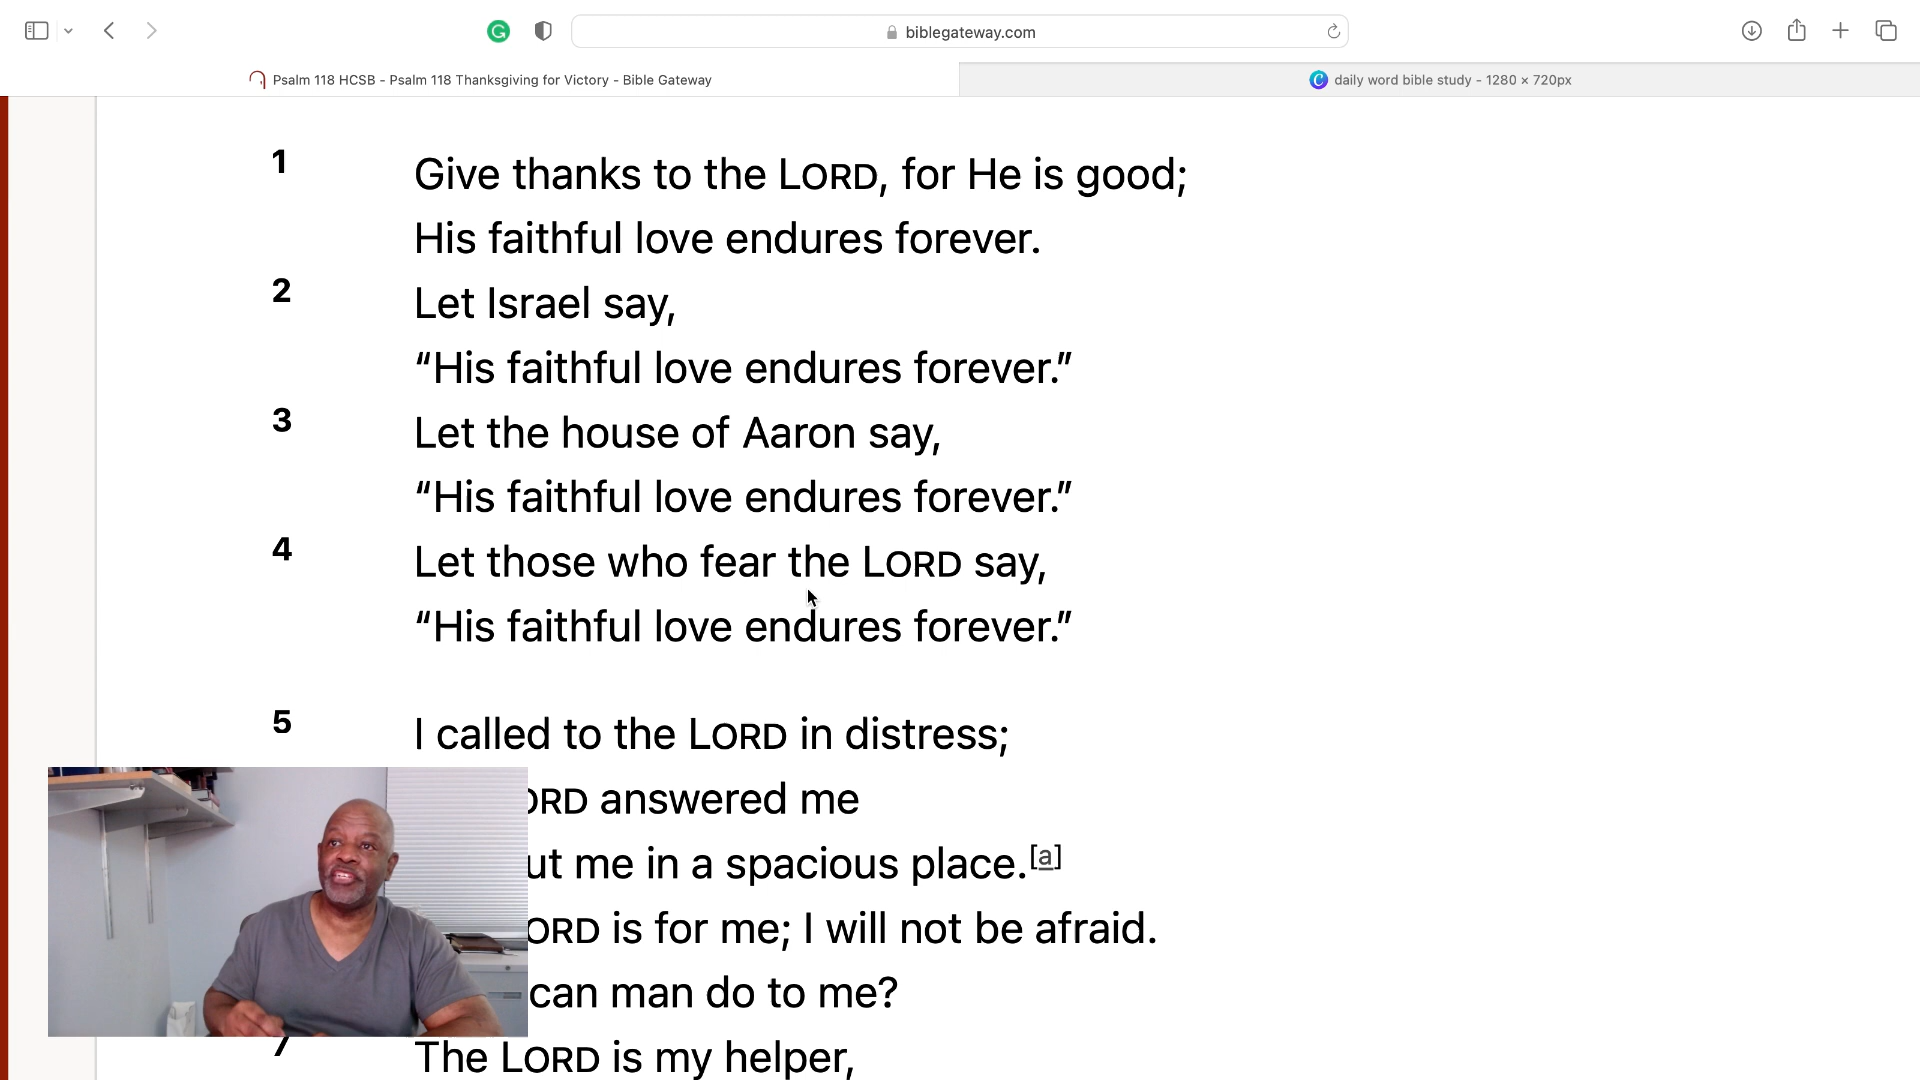 biblegateway.com
Psalm 118 HCSB - Psalm 118 Thanksgiving for Victory - Bible Gateway
daily word bible study - 1280 × 720px
1 Give thanks to the LORD, for He is good;
His faithful love endures forever.
2 Let Israel say,
“His faithful love endures forever.”
3 Let the house of Aaron say,
“His faithful love endures forever.”
4 Let those who fear the LORD say,
“His faithful love endures forever.”
5 I called to the LORD in distress;
ORD answered me
ut me in a spacious place.[a]
ORD is for me; I will not be afraid.
can man do to me?
7 The LORD is my helper,